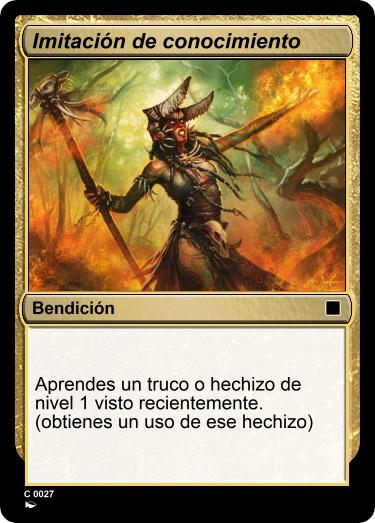 Imitación de conocimiento
Bendición
Aprendes un truco o hechizo de
nivel 1 visto recientemente.
(obtienes un uso de ese hechizo)
C 0027